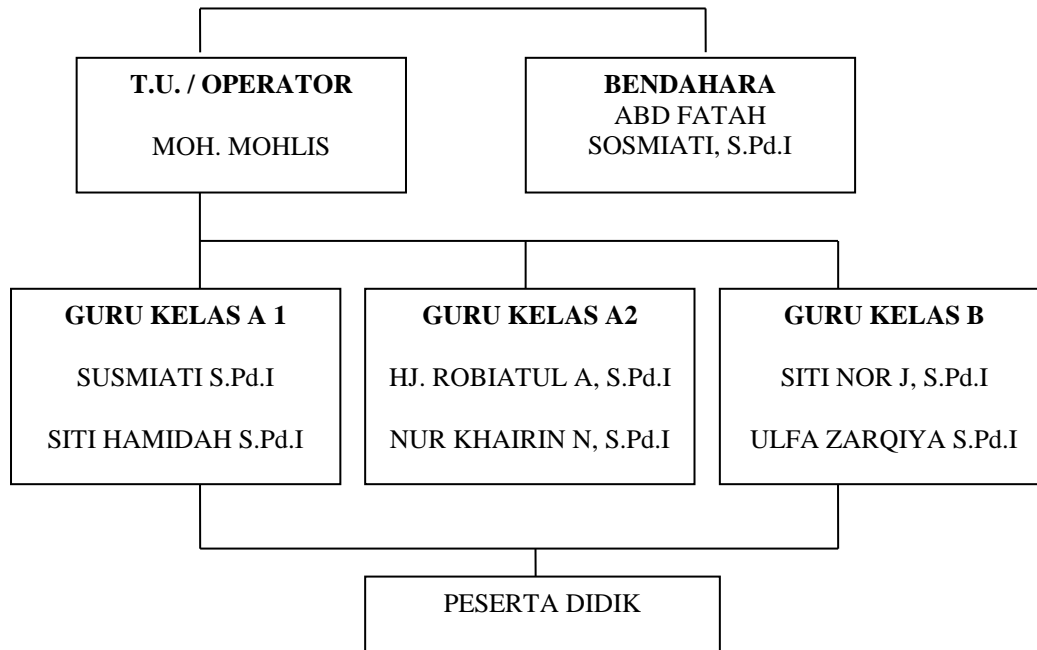 T.U. / OPERATOR
MOH. MOHLIS
BENDAHARA
ABD FATAH
SOSMIATI, S.Pd.I
GURU KELAS A 1
SUSMIATI S.Pd.I
SITI HAMIDAH S.Pd.I
GURU KELAS A2
HJ. ROBIATUL A, S.Pd.I
NUR KHAIRIN N, S.Pd.I
GURU KELAS B
SITI NOR J, S.Pd.I
ULFA ZARQIYA S.Pd.I
PESERTA DIDIK